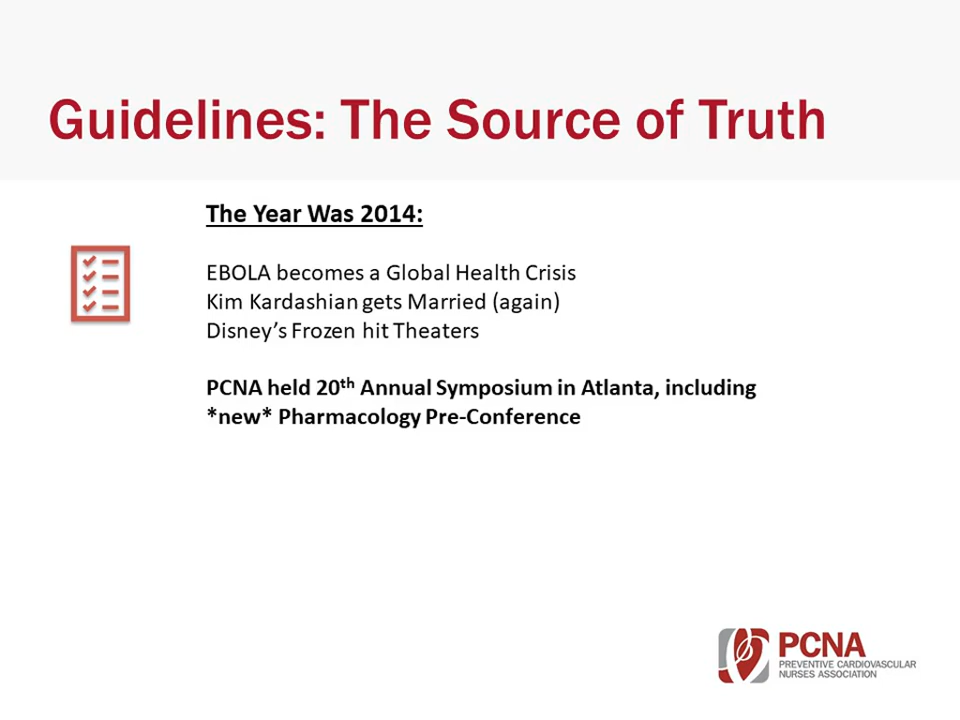 Guidelines: The Source of Truth
The Year Was 2014:
EBOLA becomes a Global Health Crisis
Kim Kardashian gets Married (again)
Disney’s Frozen hit Theaters
PCNA held 20th Annual Symposium in Atlanta, including
*new* Pharmacology Pre-Conference
PCNA
PREVENTIVE CARDIOVASCULAR
NURSES ASSOCIATION